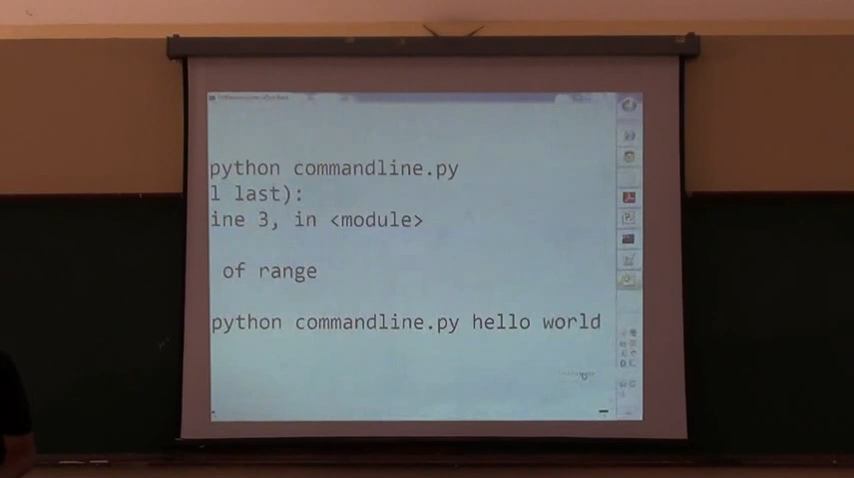 python commandline.py
l last):
ine 3, in <module>
of range
python commandline.py hello world